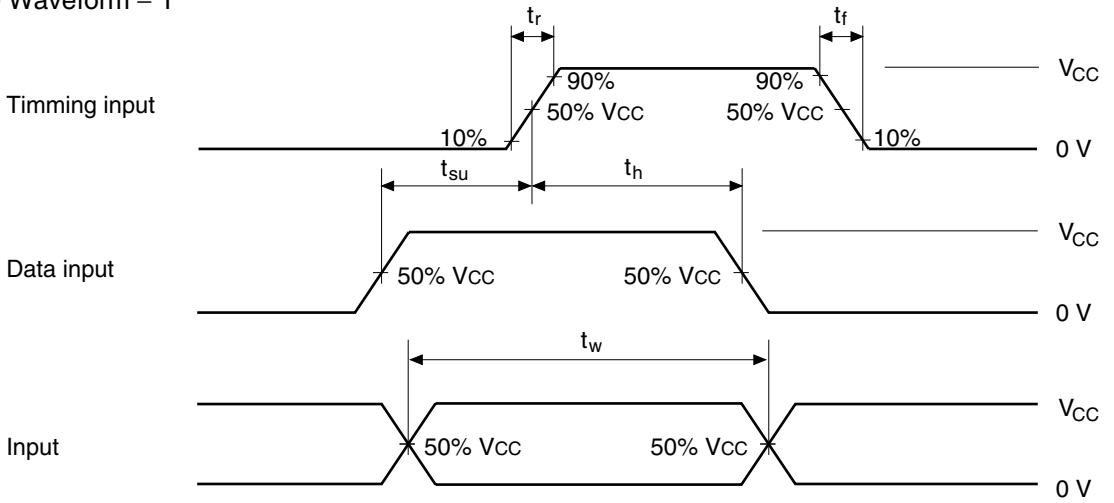 Waveform – 1
tr
tf
Timming input
90%
90%
VCC
50% VCC
50% VCC
10%
10%
0 V
tsu
th
VCC
Data input
50% VCC
50% VCC
0 V
tw
VCC
Input
50% VCC
50% VCC
0 V